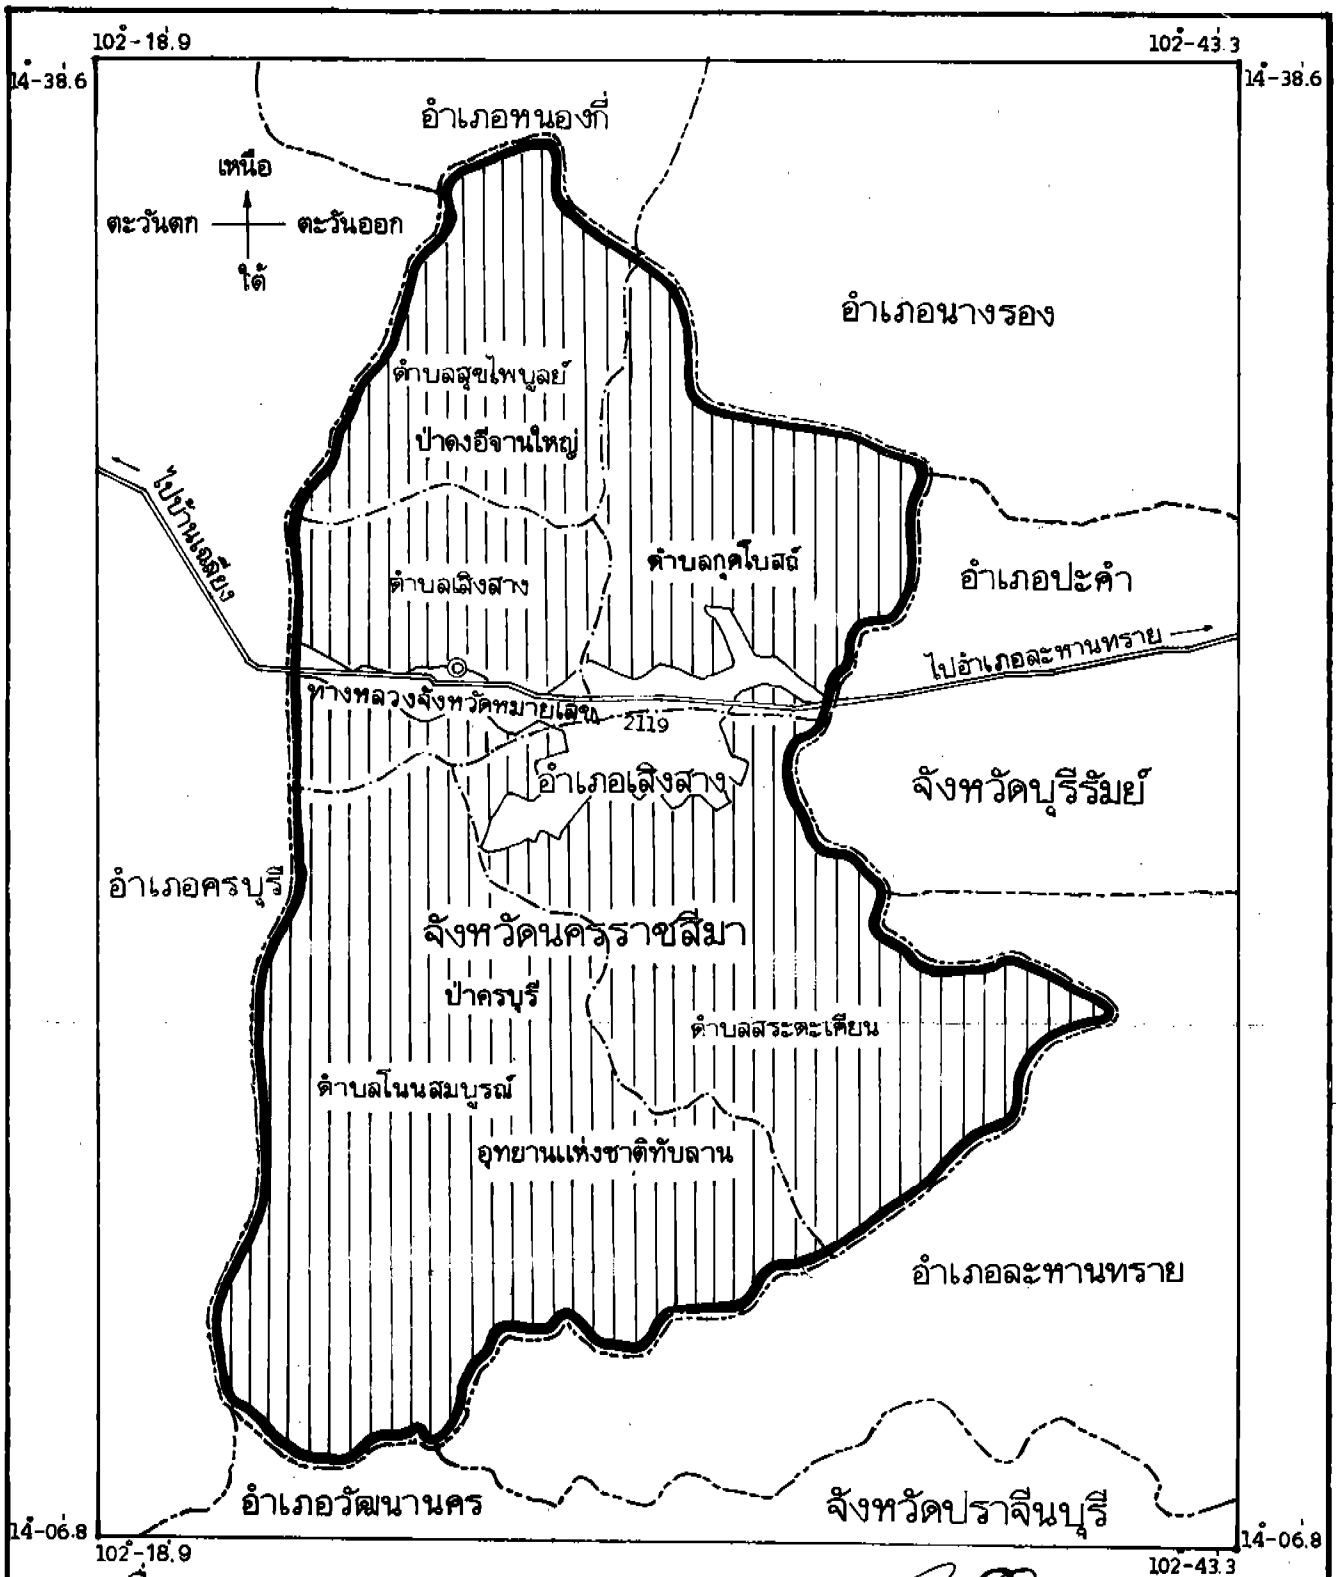 102°-18.9
102°-43.3
14°-38.6
14°-38.6
อำเภอหนองกี่
เหนือ
ตะวันตก
ตะวันออก
ใต้
อำเภอนางรอง
ตำบลสุขไพบูลย์
ป่าดงอีจานใหญ่
ไปบ้านเฉลียง
ตำบลกุดโบสถ์
ตำบลเสิงสาง
อำเภอปะคำ
ไปอำเภอละหานทราย
ทางหลวงจังหวัดหมายเลข
2119
อำเภอเสิงสาง
จังหวัดบุรีรัมย์
อำเภอครบุรี
จังหวัดนครราชสีมา
ป่าครบุรี
ตำบลสระตะเคียน
ตำบลโนนสมบูรณ์
อุทยานแห่งชาติทับลาน
อำเภอละหานทราย
อำเภอวัฒนานคร
จังหวัดปราจีนบุรี
14°-06.8
14°-06.8
102°-18.9
102°-43.3